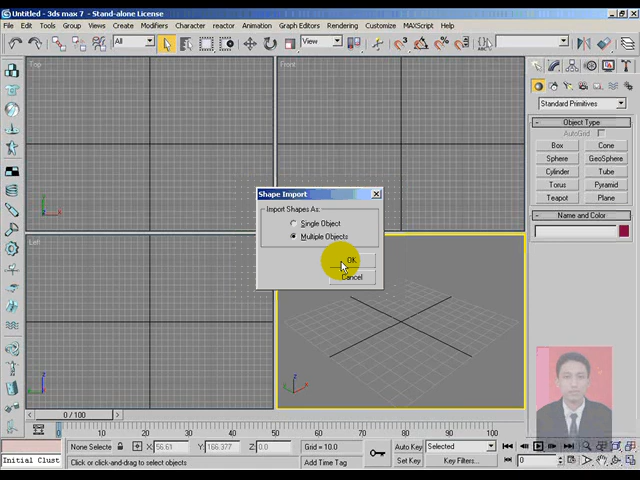 Untitled - 3ds max 7 - Stand-alone License
File Edit Tools Group Views Create Modifiers Character reactor Animation Graph Editors Rendering Customize MAXScript Help
All View
Top
Front
Left
Shape Import
Import Shapes As:
Single Object
Multiple Objects
OK
Cancel
Standard Primitives
Object Type
AutoGrid
Box Cone
Sphere GeoSphere
Cylinder Tube
Torus Pyramid
Teapot Plane
Name and Color
0 / 100
10 20 30 40 50 60 70 80 90 100
None Selecte X: 56.61 Y: 166.377 Z: 0.0 Grid = 10.0 Auto Key Selected
Initial Clust Click or click-and-drag to select objects Add Time Tag Set Key Key Filters... 0